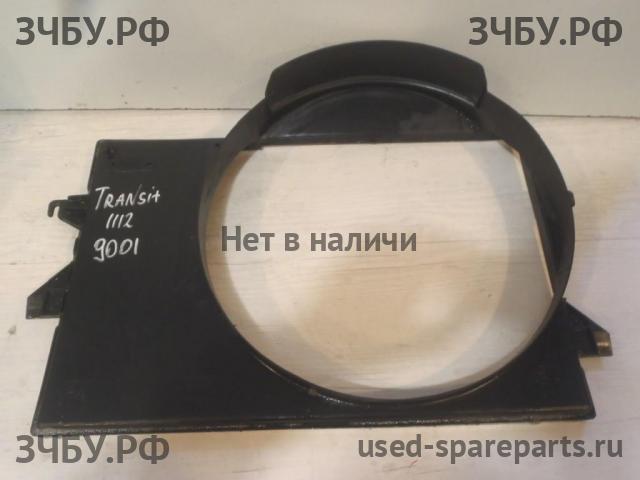 ЗЧБУ.РФ ЗЧБУ.РФ
TRANSit
1112
9001
Нет в наличи
ЗЧБУ.РФ used-spareparts.ru